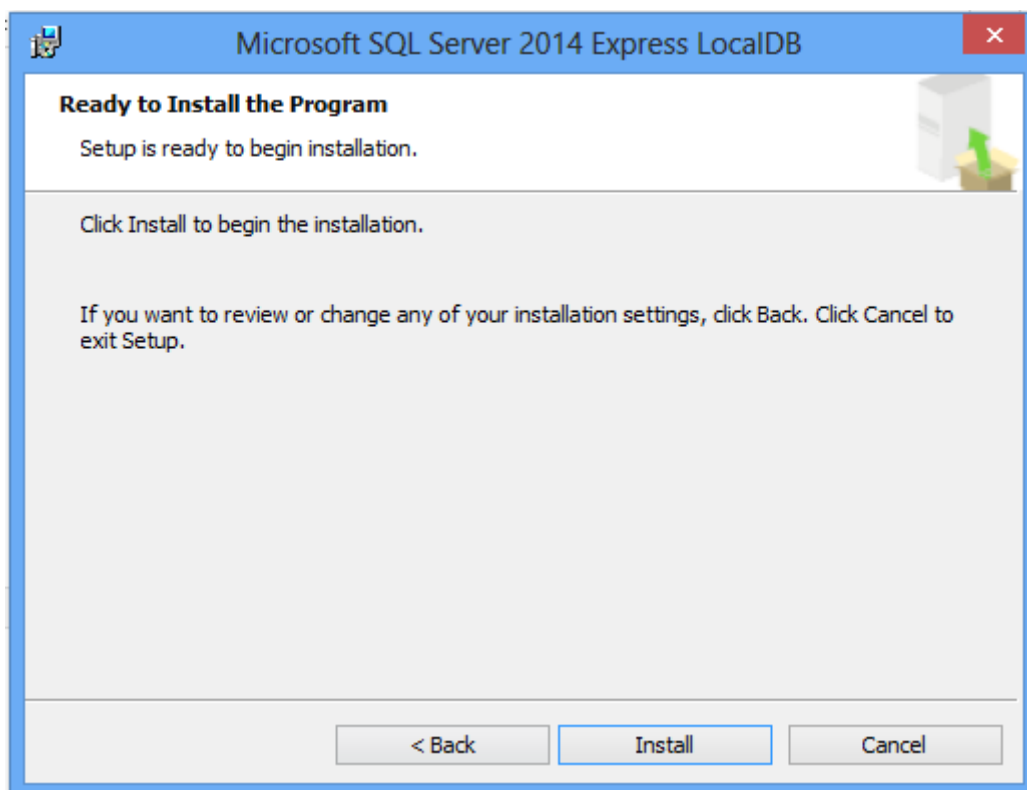 Microsoft SQL Server 2014 Express LocalDB
Ready to Install the Program
Setup is ready to begin installation.
Click Install to begin the installation.
If you want to review or change any of your installation settings, click Back. Click Cancel to
exit Setup.
< Back
Install
Cancel